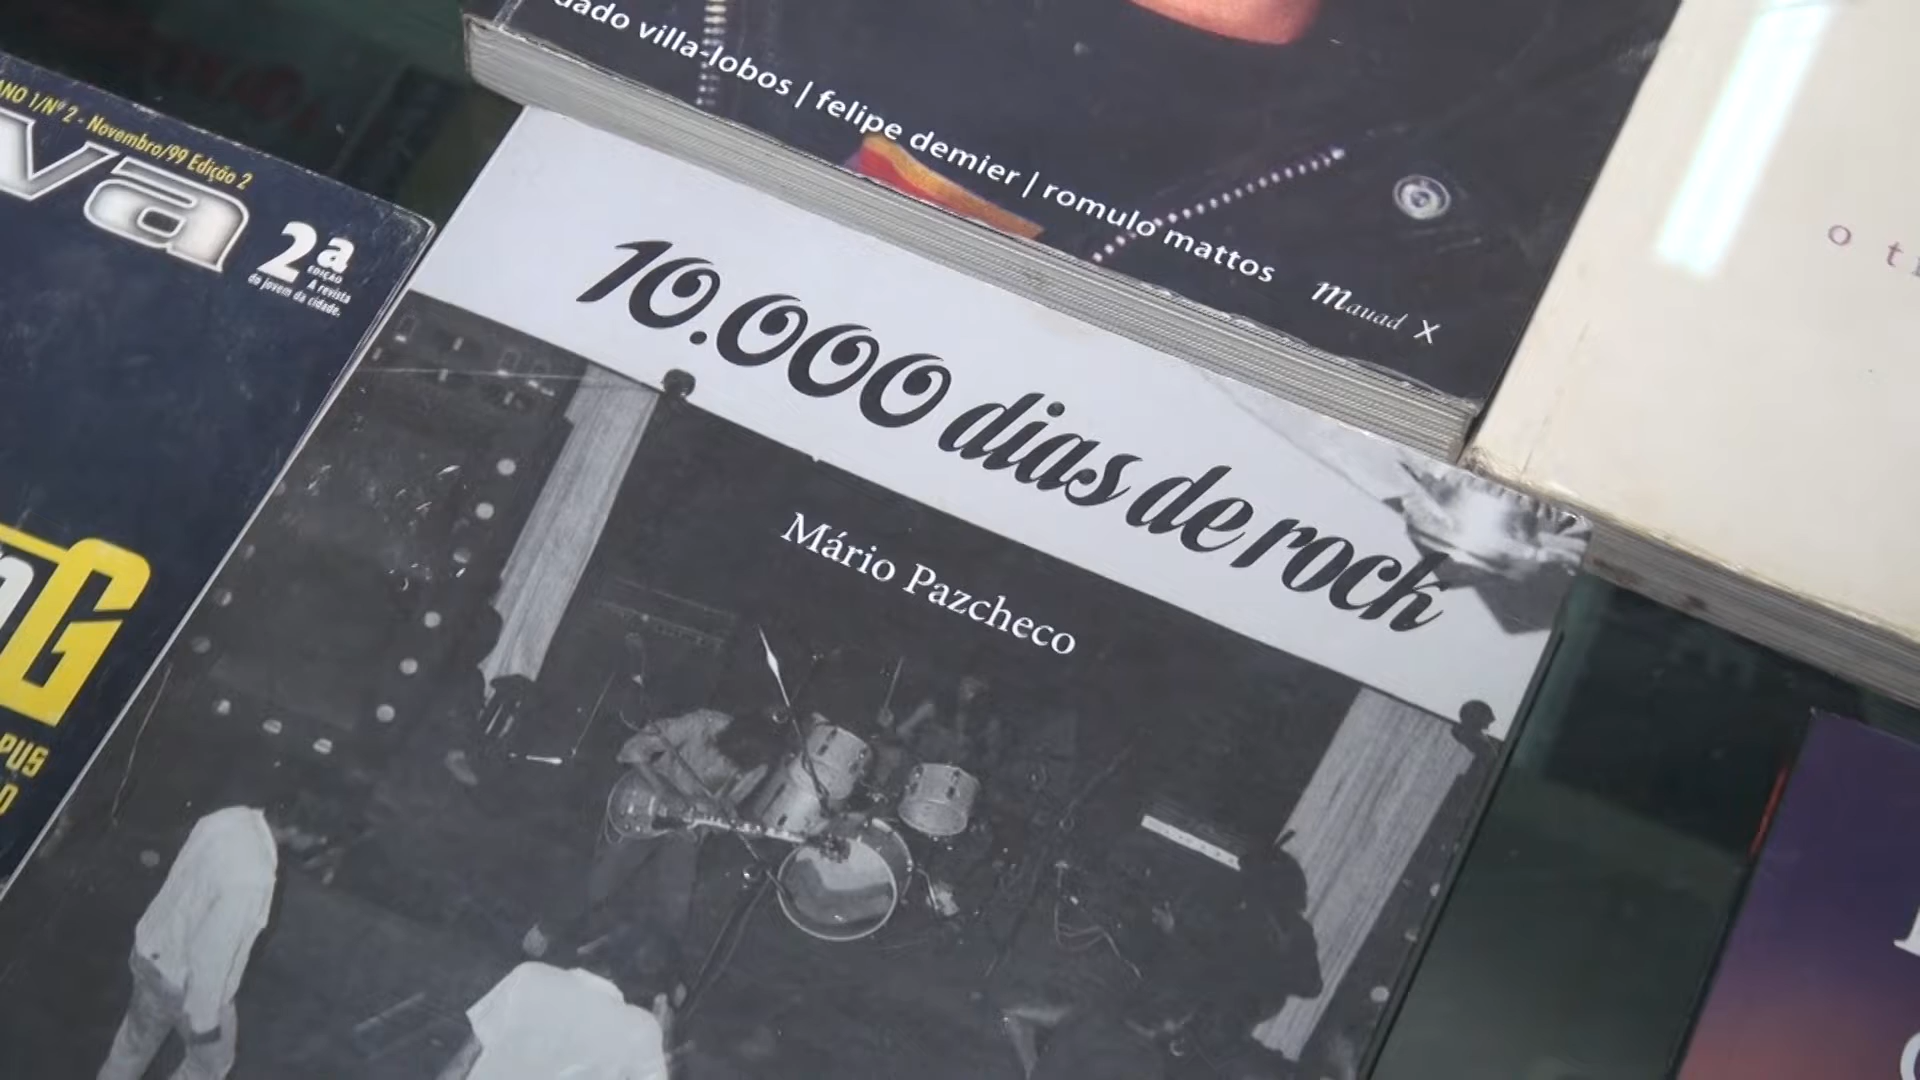 dado villa-lobos | felipe demier | romulo mattos
Mauad X
ANO 1/Nº 2 - Novembro/99 Edição 2
va
2a
EDIÇÃO
A revista
do jovem da cidade.
10.000 dias de rock
Mário Pazcheco
G
PUS
o t